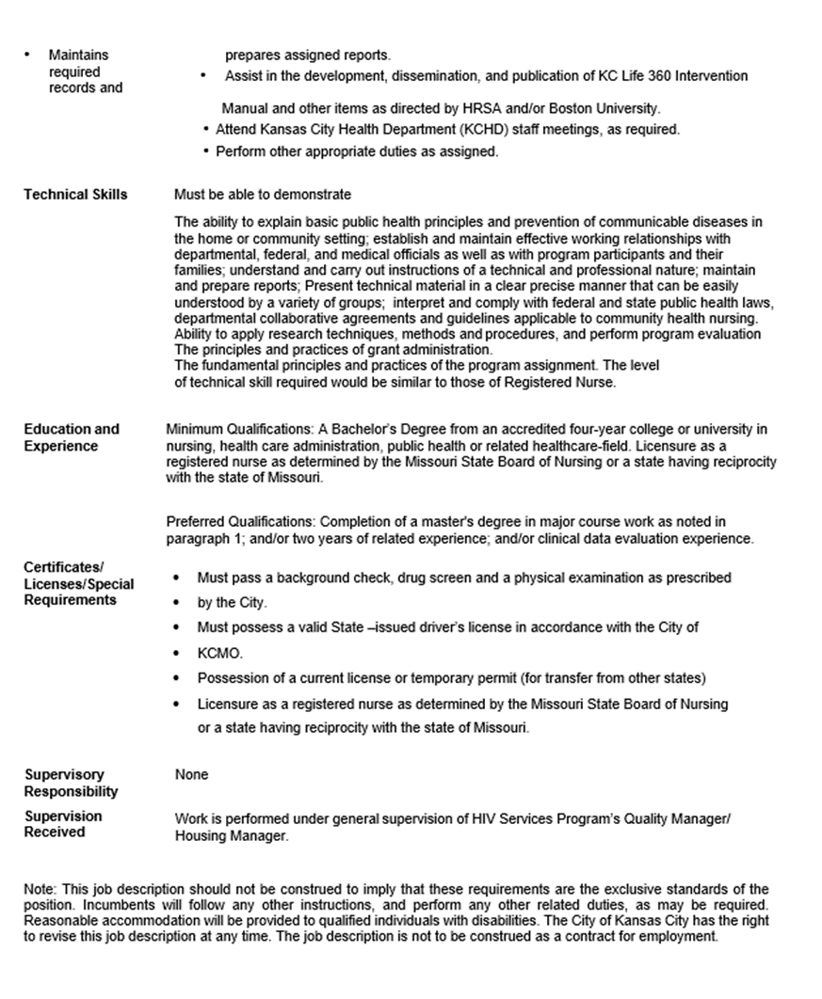 • Maintains
required
records and
prepares assigned reports.
• Assist in the development, dissemination, and publication of KC Life 360 Intervention
Manual and other items as directed by HRSA and/or Boston University.
• Attend Kansas City Health Department (KCHD) staff meetings, as required.
• Perform other appropriate duties as assigned.
Technical Skills
Must be able to demonstrate
The ability to explain basic public health principles and prevention of communicable diseases in
the home or community setting; establish and maintain effective working relationships with
departmental, federal, and medical officials as well as with program participants and their
families; understand and carry out instructions of a technical and professional nature; maintain
and prepare reports; Present technical material in a clear precise manner that can be easily
understood by a variety of groups; interpret and comply with federal and state public health laws,
departmental collaborative agreements and guidelines applicable to community health nursing.
Ability to apply research techniques, methods and procedures, and perform program evaluation
The principles and practices of grant administration.
The fundamental principles and practices of the program assignment. The level
of technical skill required would be similar to those of Registered Nurse.
Education and
Experience
Minimum Qualifications: A Bachelor's Degree from an accredited four-year college or university in
nursing, health care administration, public health or related healthcare-field. Licensure as a
registered nurse as determined by the Missouri State Board of Nursing or a state having reciprocity
with the state of Missouri.
Preferred Qualifications: Completion of a master's degree in major course work as noted in
paragraph 1; and/or two years of related experience; and/or clinical data evaluation experience.
Certificates/
Licenses/Special
Requirements
• Must pass a background check, drug screen and a physical examination as prescribed
• by the City.
• Must possess a valid State –issued driver's license in accordance with the City of
• KCMO.
• Possession of a current license or temporary permit (for transfer from other states)
• Licensure as a registered nurse as determined by the Missouri State Board of Nursing
or a state having reciprocity with the state of Missouri.
Supervisory
Responsibility
None
Supervision
Received
Work is performed under general supervision of HIV Services Program's Quality Manager/
Housing Manager.
Note: This job description should not be construed to imply that these requirements are the exclusive standards of the
position. Incumbents will follow any other instructions, and perform any other related duties, as may be required.
Reasonable accommodation will be provided to qualified individuals with disabilities. The City of Kansas City has the right
to revise this job description at any time. The job description is not to be construed as a contract for employment.